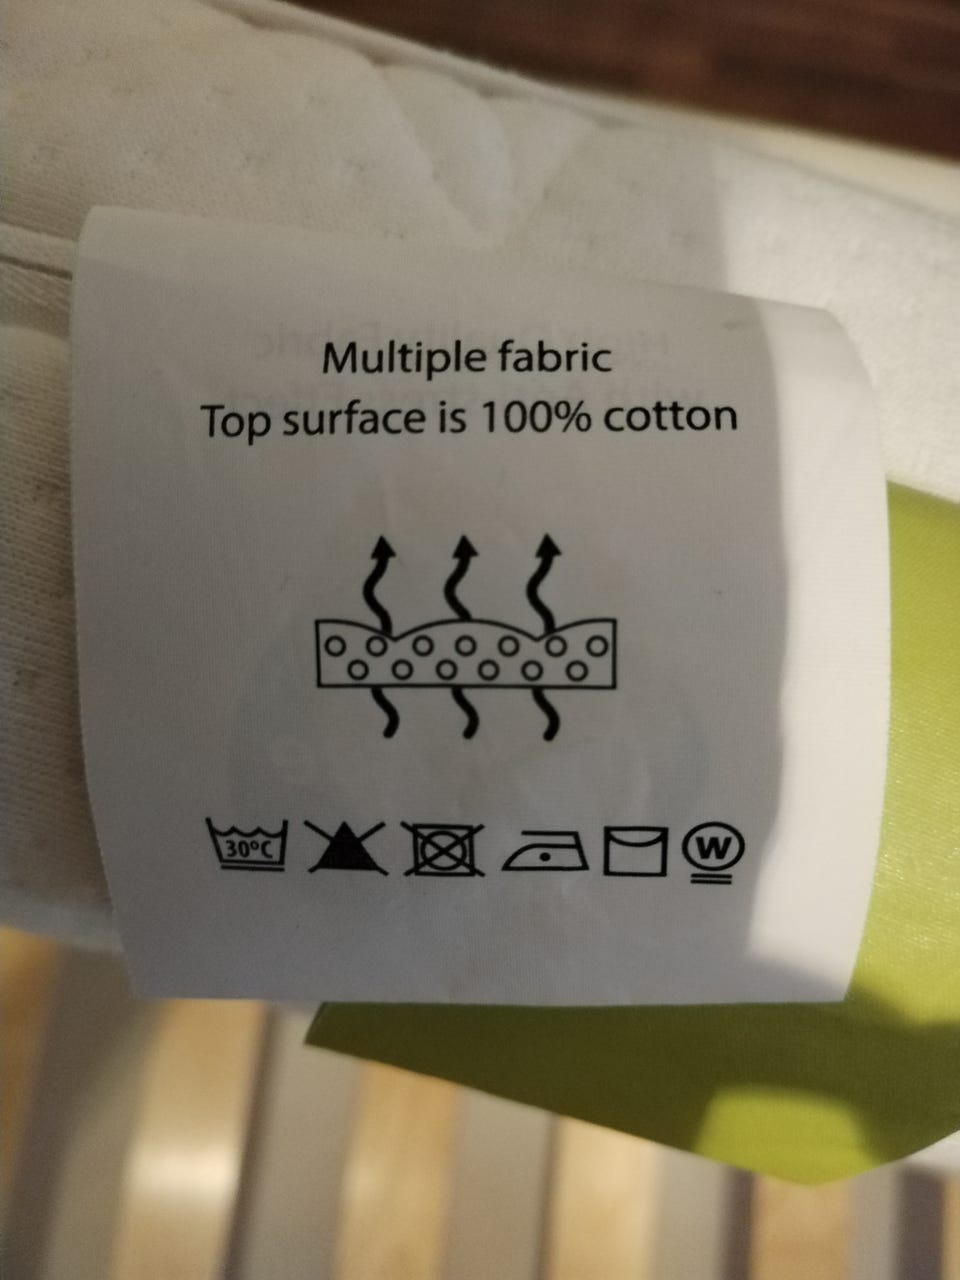 Multiple fabric
Top surface is 100% cotton
30°C
W